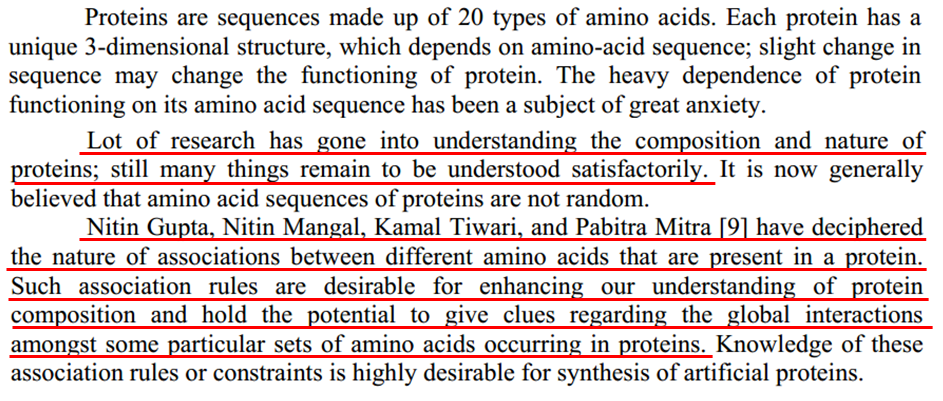 Proteins are sequences made up of 20 types of amino acids. Each protein has a
unique 3-dimensional structure, which depends on amino-acid sequence; slight change in
sequence may change the functioning of protein. The heavy dependence of protein
functioning on its amino acid sequence has been a subject of great anxiety.
Lot of research has gone into understanding the composition and nature of
proteins; still many things remain to be understood satisfactorily. It is now generally
believed that amino acid sequences of proteins are not random.
Nitin Gupta, Nitin Mangal, Kamal Tiwari, and Pabitra Mitra [9] have deciphered
the nature of associations between different amino acids that are present in a protein.
Such association rules are desirable for enhancing our understanding of protein
composition and hold the potential to give clues regarding the global interactions
amongst some particular sets of amino acids occurring in proteins. Knowledge of these
association rules or constraints is highly desirable for synthesis of artificial proteins.